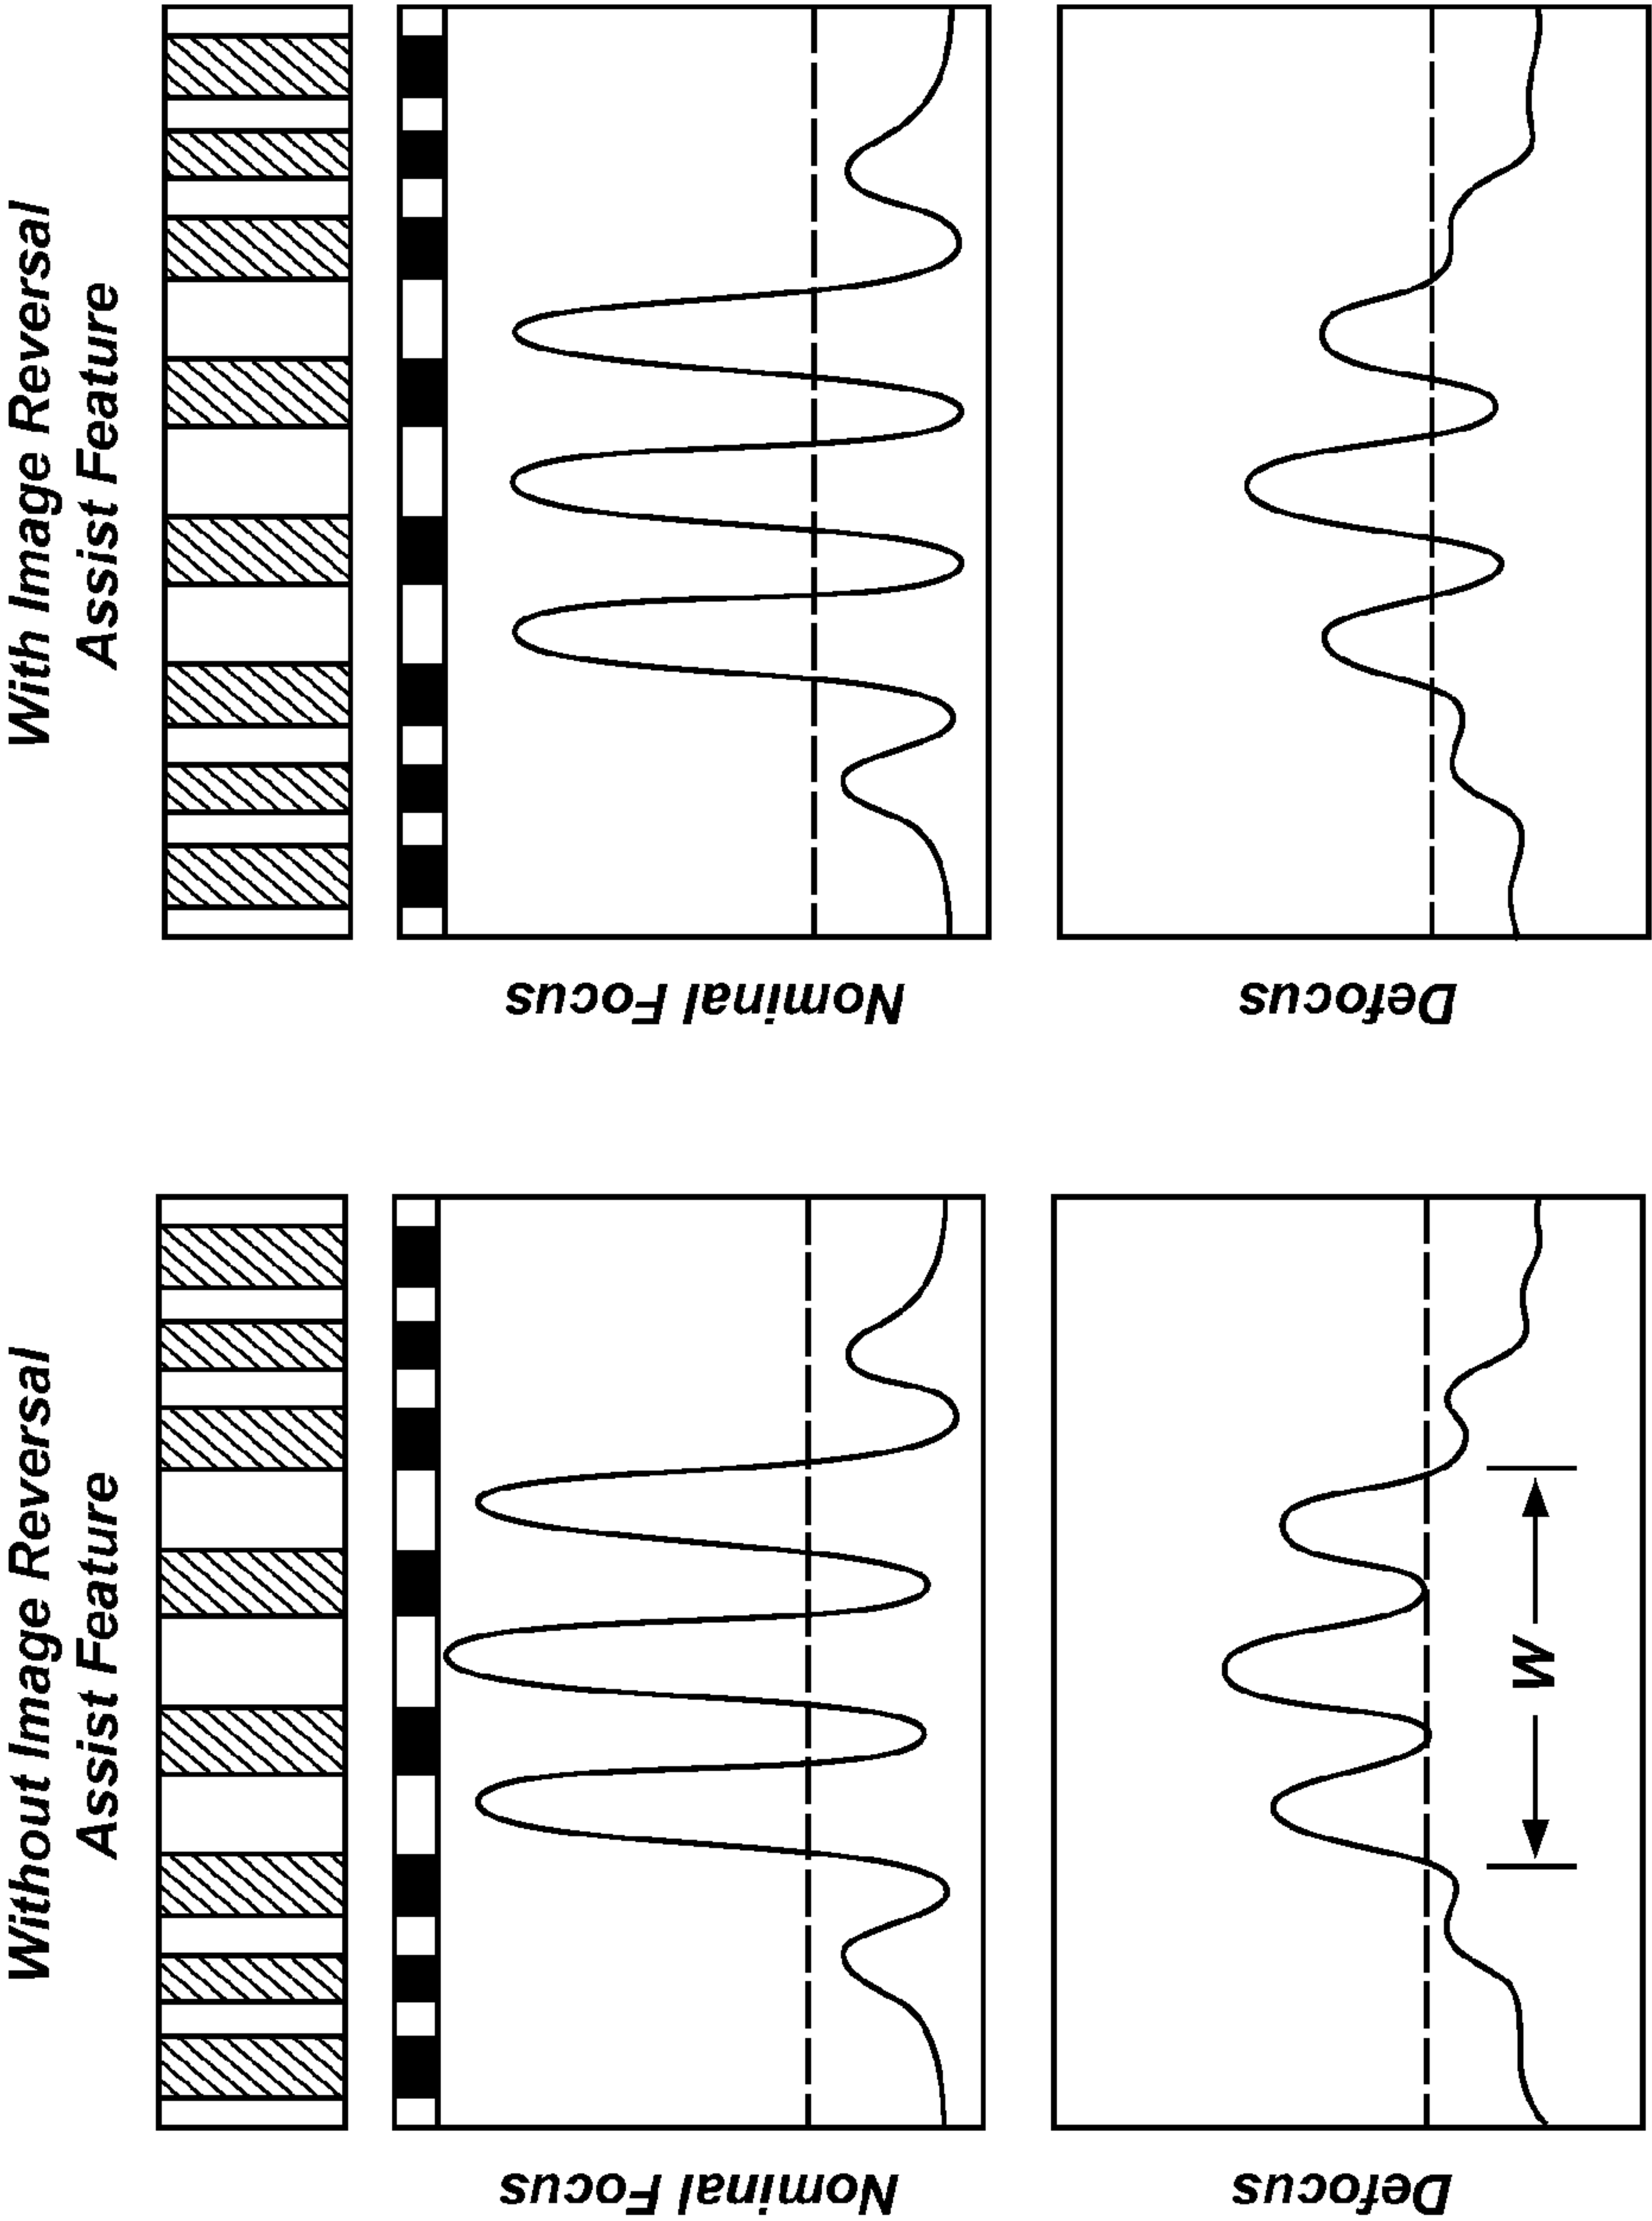 Without Image Reversal
Assist Feature
With Image Reversal
Assist Feature
Nominal Focus
Nominal Focus
Defocus
W
Defocus